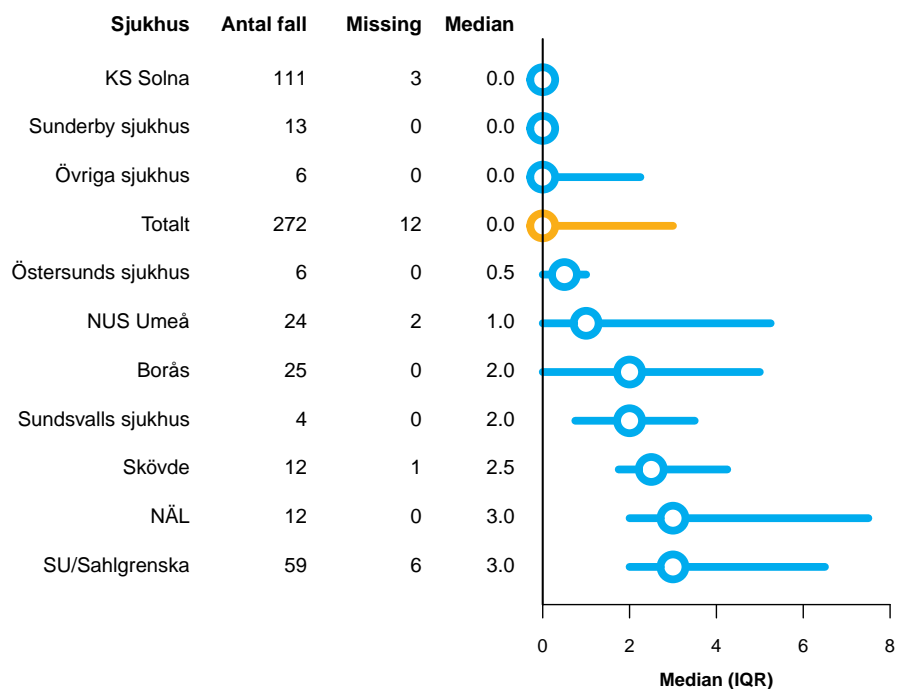 Sjukhus Antal fall Missing Median
KS Solna 111 3 0.0
Sunderby sjukhus 13 0 0.0
Övriga sjukhus 6 0 0.0
Totalt 272 12 0.0
Östersunds sjukhus 6 0 0.5
NUS Umeå 24 2 1.0
Borås 25 0 2.0
Sundsvalls sjukhus 4 0 2.0
Skövde 12 1 2.5
NÄL 12 0 3.0
SU/Sahlgrenska 59 6 3.0
0 2 4 6 8
Median (IQR)